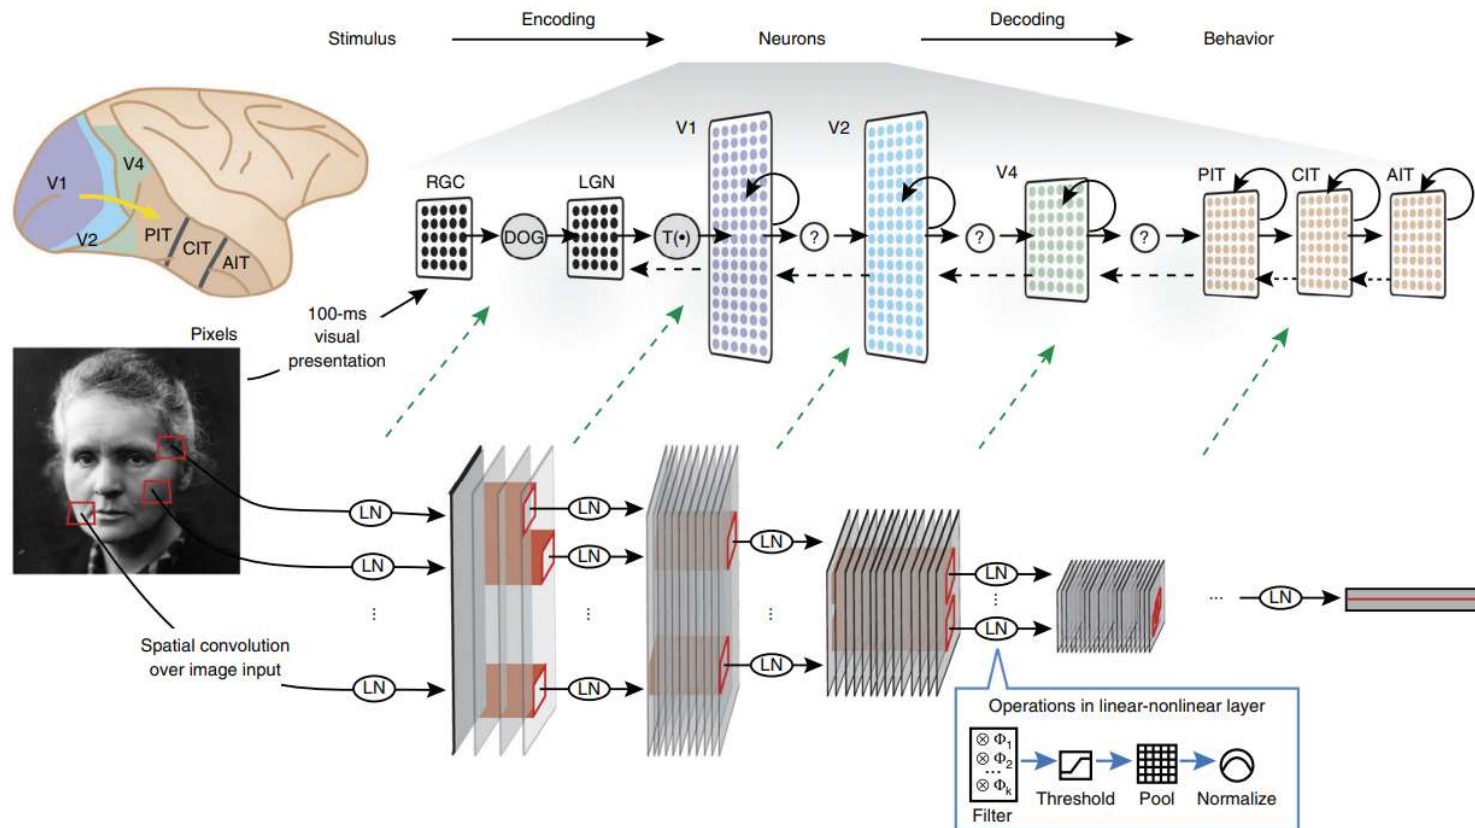 Stimulus
Encoding
Neurons
Decoding
Behavior
V1
V2
V4
PIT
CIT
AIT
RGC
DOG
LGN
T(•)
V1
?
V2
?
V4
?
PIT
CIT
AIT
100-ms
visual
presentation
Pixels
LN
LN
LN
LN
LN
LN
LN
LN
LN
LN
LN
...
...
...
...
...
Spatial convolution
over image input
Operations in linear-nonlinear layer
⊗ Φ1
⊗ Φ2
...
⊗ Φk
Filter
Threshold
Pool
Normalize